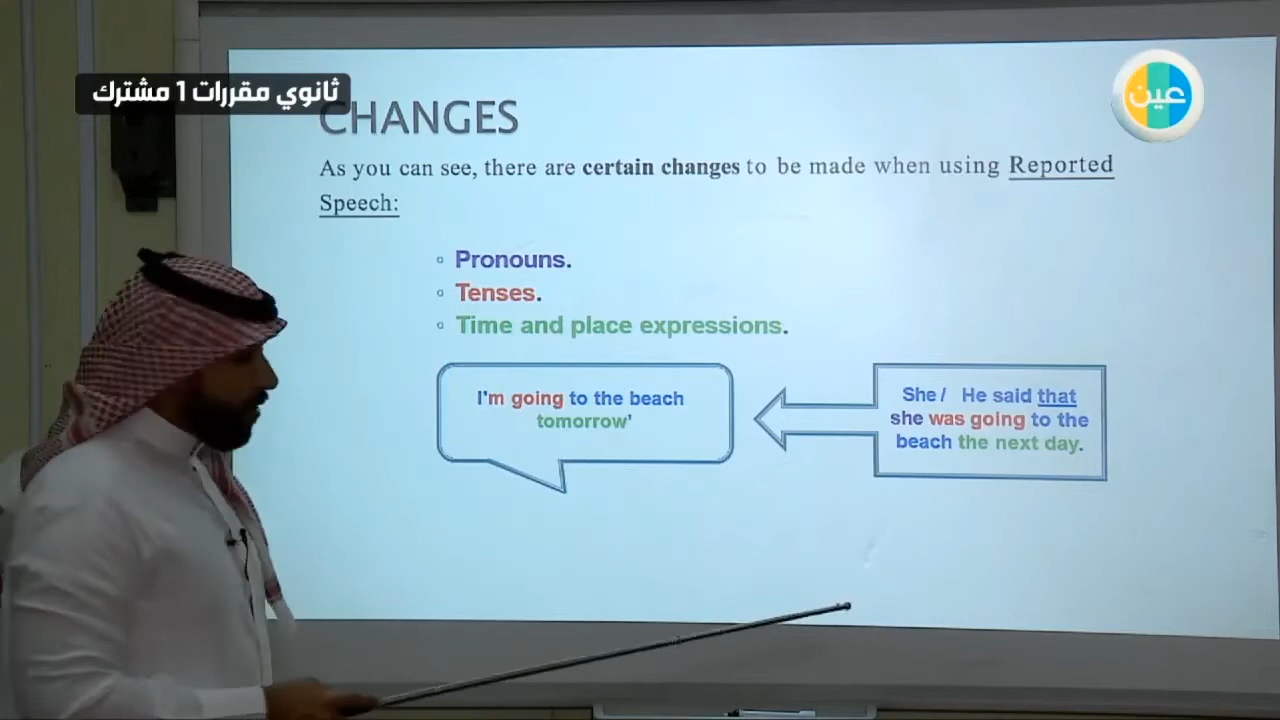 ثانوي مقررات 1 مشترك
عين
CHANGES
As you can see, there are certain changes to be made when using Reported
Speech:
Pronouns.
Tenses.
Time and place expressions.
I'm going to the beach
tomorrow'
She / He said that
she was going to the
beach the next day.